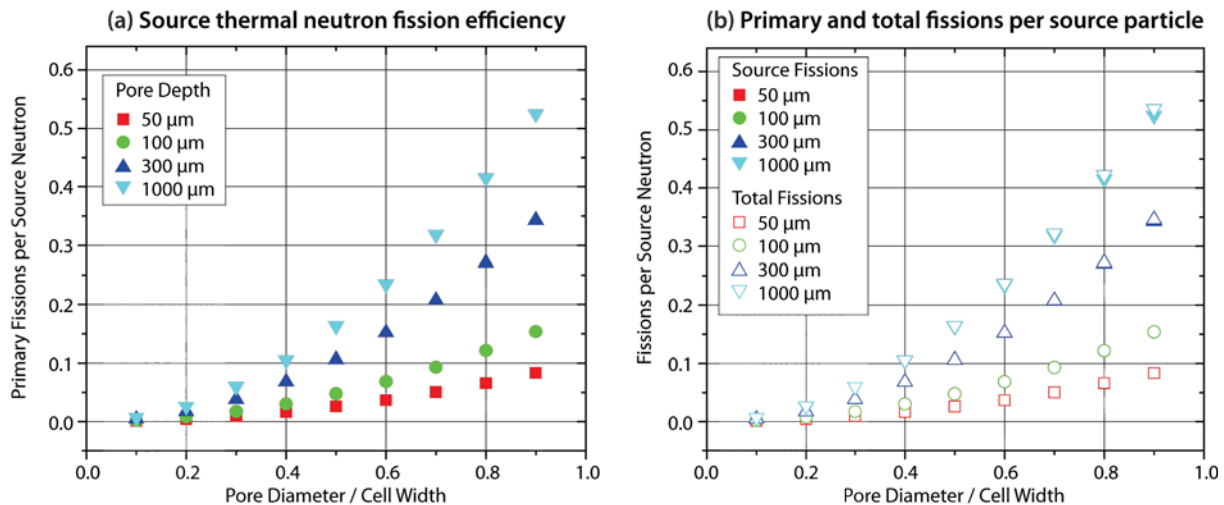 (a) Source thermal neutron fission efficiency
Primary Fissions per Source Neutron
0.6
0.5
0.4
0.3
0.2
0.1
0.0
Pore Depth
50 μm
100 μm
300 μm
1000 μm
0.0 0.2 0.4 0.6 0.8 1.0
Pore Diameter / Cell Width
(b) Primary and total fissions per source particle
Fissions per Source Neutron
0.6
0.5
0.4
0.3
0.2
0.1
0.0
Source Fissions
50 μm
100 μm
300 μm
1000 μm
Total Fissions
50 μm
100 μm
300 μm
1000 μm
0.0 0.2 0.4 0.6 0.8 1.0
Pore Diameter / Cell Width